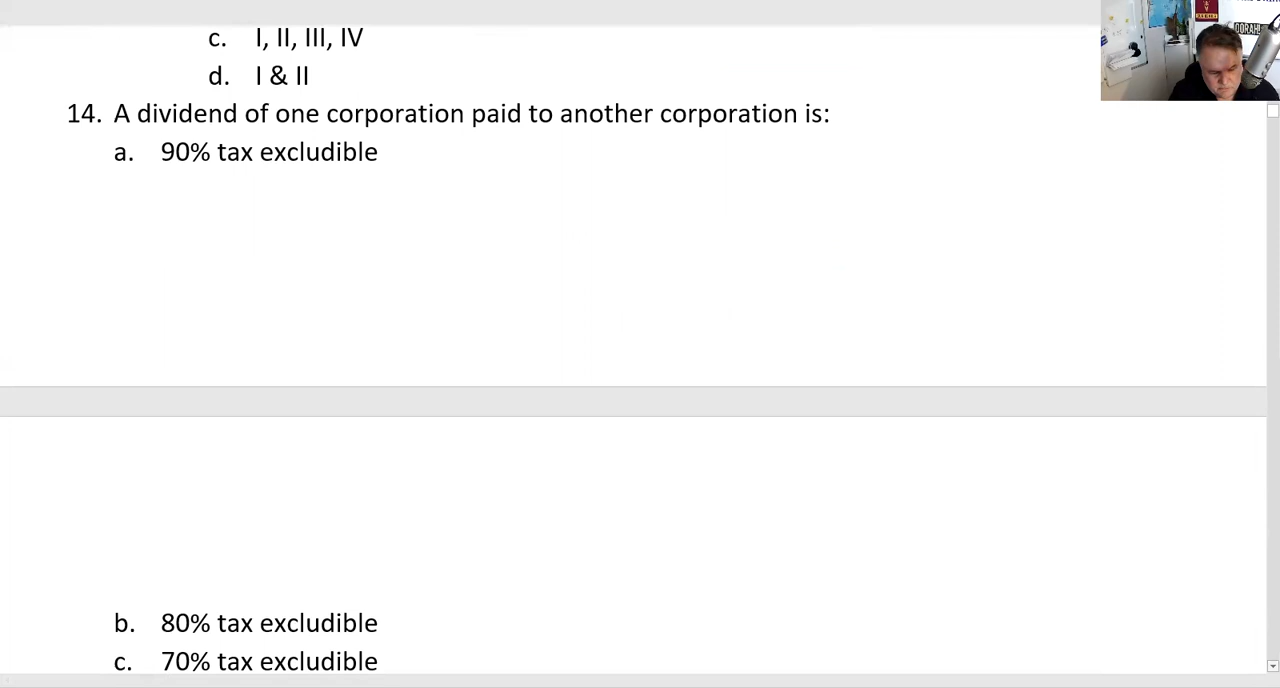 c. I, II, III, IV
d. I & II
14. A dividend of one corporation paid to another corporation is:
a. 90% tax excludible
b. 80% tax excludible
c. 70% tax excludible
OORAH!